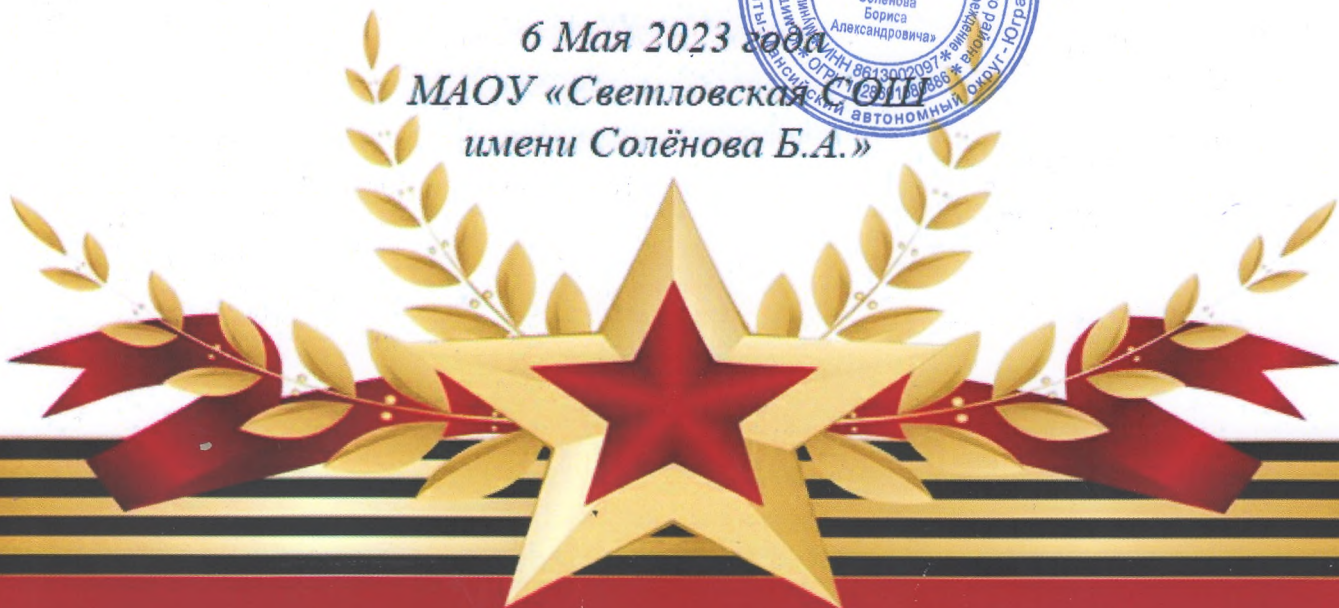 Солёнова
Бориса
Александровича»
ИНН 8613002097 *
автономный округ - Югра
6 Мая 2023 года
МАОУ «Светловская СОШ
имени Солёнова Б.А.»